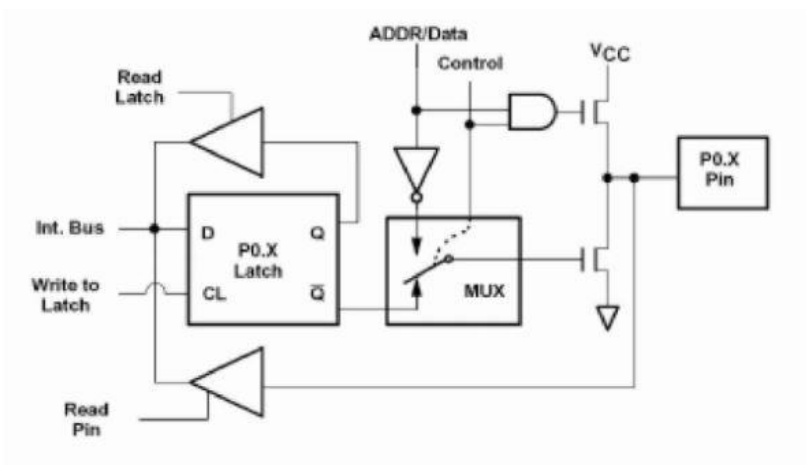 ADDR/Data
Control
VCC
Read
Latch
P0.X
Pin
Int. Bus
D
Q
P0.X
Latch
Write to
Latch
CL
Q̅
MUX
Read
Pin